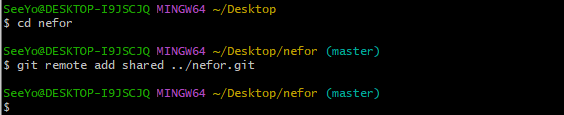 SeeYo@DESKTOP-I9JSCJQ MINGW64 ~/Desktop
$ cd nefor
SeeYo@DESKTOP-I9JSCJQ MINGW64 ~/Desktop/nefor (master)
$ git remote add shared ../nefor.git
SeeYo@DESKTOP-I9JSCJQ MINGW64 ~/Desktop/nefor (master)
$